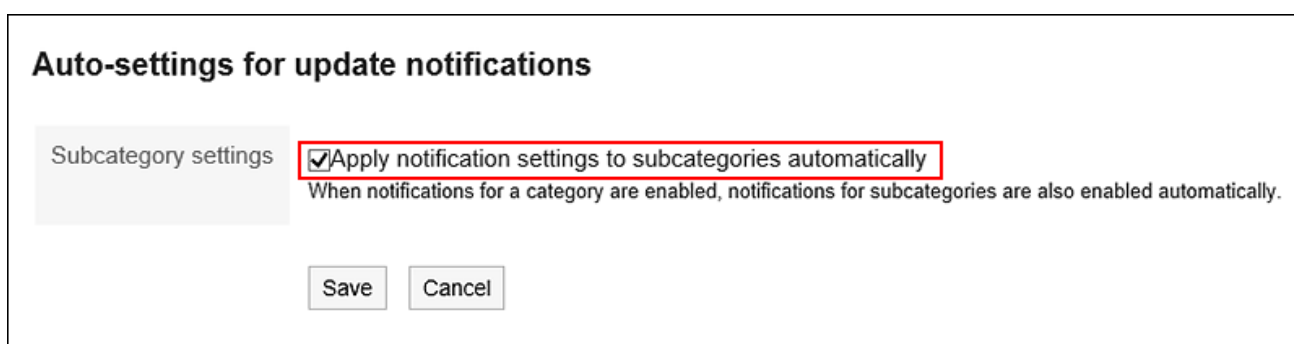 Auto-settings for update notifications
Subcategory settings
Apply notification settings to subcategories automatically
When notifications for a category are enabled, notifications for subcategories are also enabled automatically.
Save
Cancel